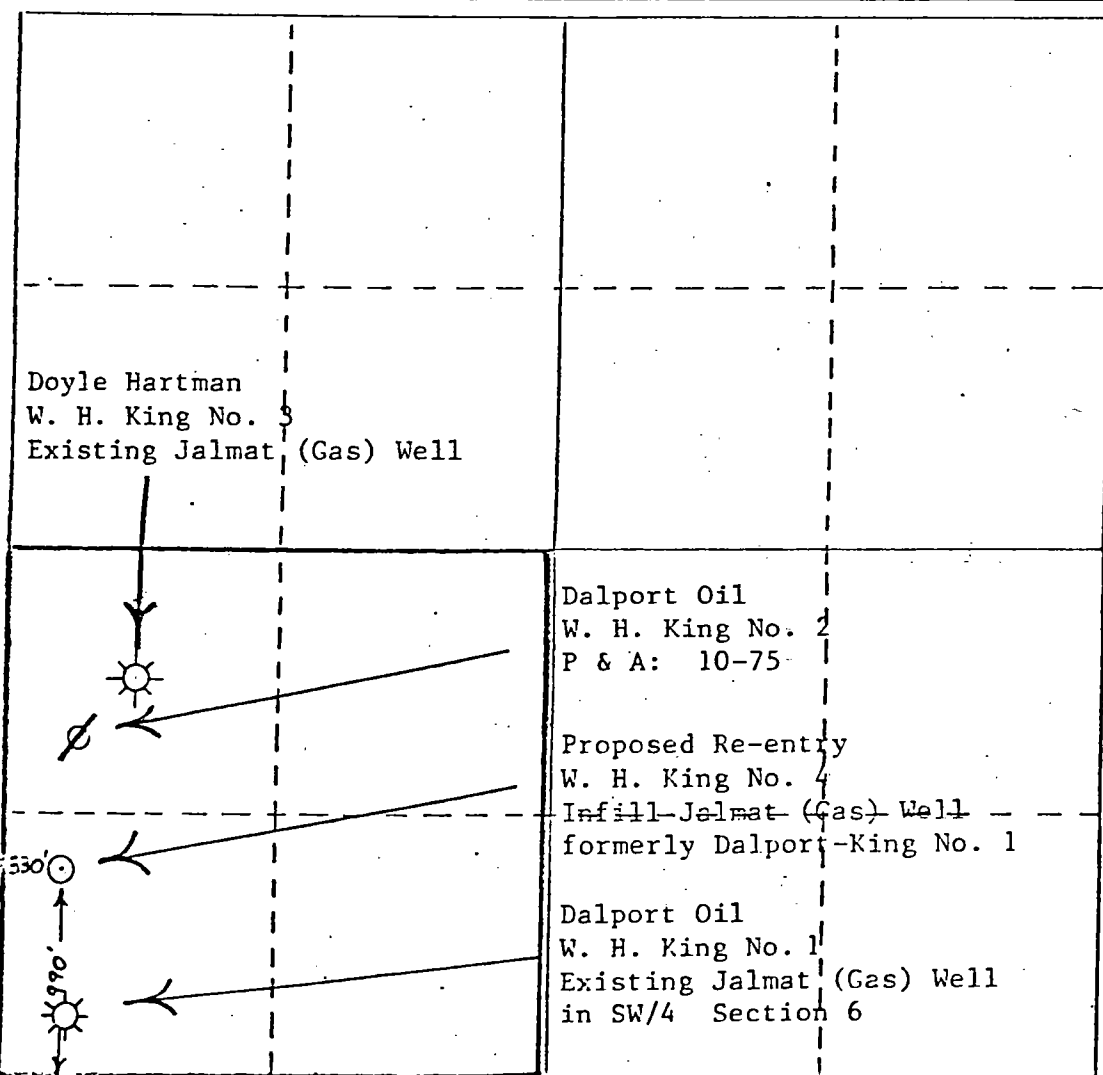 Doyle Hartman
W. H. King No. 3
Existing Jalmat (Gas) Well
Dalport Oil
W. H. King No. 2
P & A: 10-75
Proposed Re-entry
W. H. King No. 4
Infill Jalmat (Gas) Well
formerly Dalport-King No. 1
330'
990'
Dalport Oil
W. H. King No. 1
Existing Jalmat (Gas) Well
in SW/4 Section 6